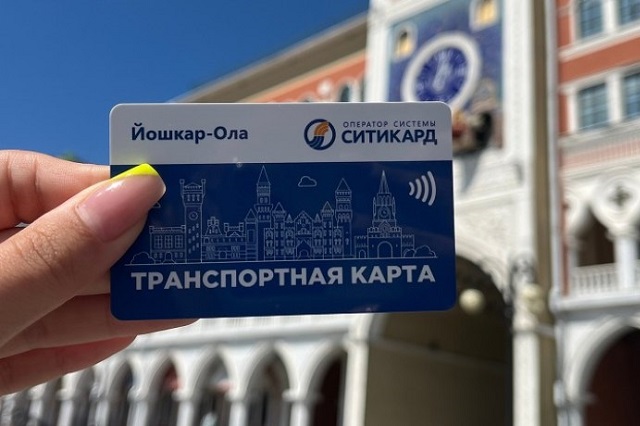 Йошкар-Ола
ОПЕРАТОР СИСТЕМЫ
СИТИКАРД
ТРАНСПОРТНАЯ КАРТА